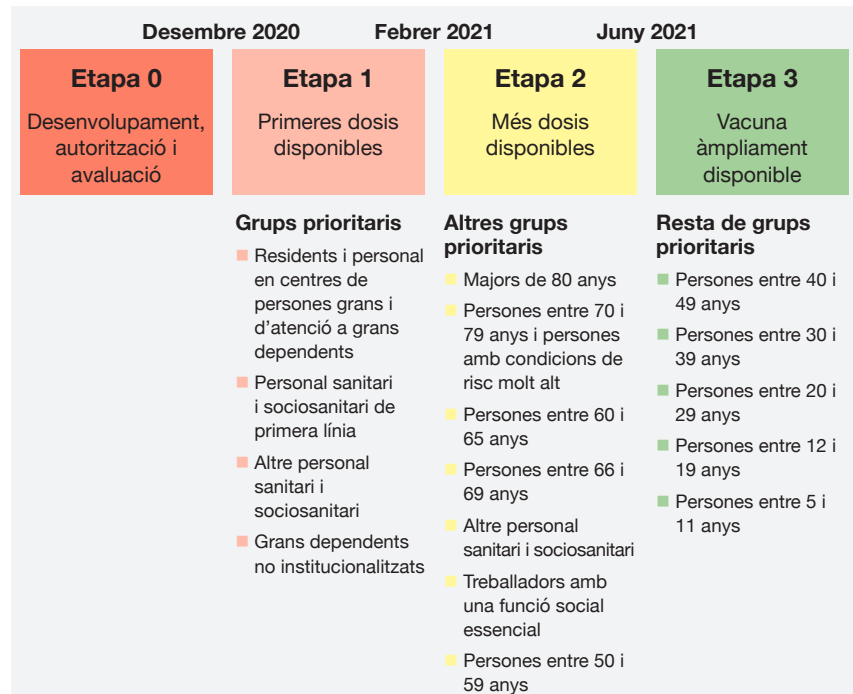 Desembre 2020
Febrer 2021
Juny 2021
Etapa 0
Desenvolupament,
autorització i
avaluació
Etapa 1
Primeres dosis
disponibles
Etapa 2
Més dosis
disponibles
Etapa 3
Vacuna
àmpliament
disponible
Grups prioritaris
Residents i personal
en centres de
persones grans i
d’atenció a grans
dependents
Personal sanitari
i sociosanitari de
primera línia
Altre personal
sanitari i
sociosanitari
Grans dependents
no institucionalitzats
Altres grups
prioritaris
Majors de 80 anys
Persones entre 70 i
79 anys i persones
amb condicions de
risc molt alt
Persones entre 60 i
65 anys
Persones entre 66 i
69 anys
Altre personal
sanitari i sociosanitari
Treballadors amb
una funció social
essencial
Persones entre 50 i
59 anys
Resta de grups
prioritaris
Persones entre 40 i
49 anys
Persones entre 30 i
39 anys
Persones entre 20 i
29 anys
Persones entre 12 i
19 anys
Persones entre 5 i
11 anys